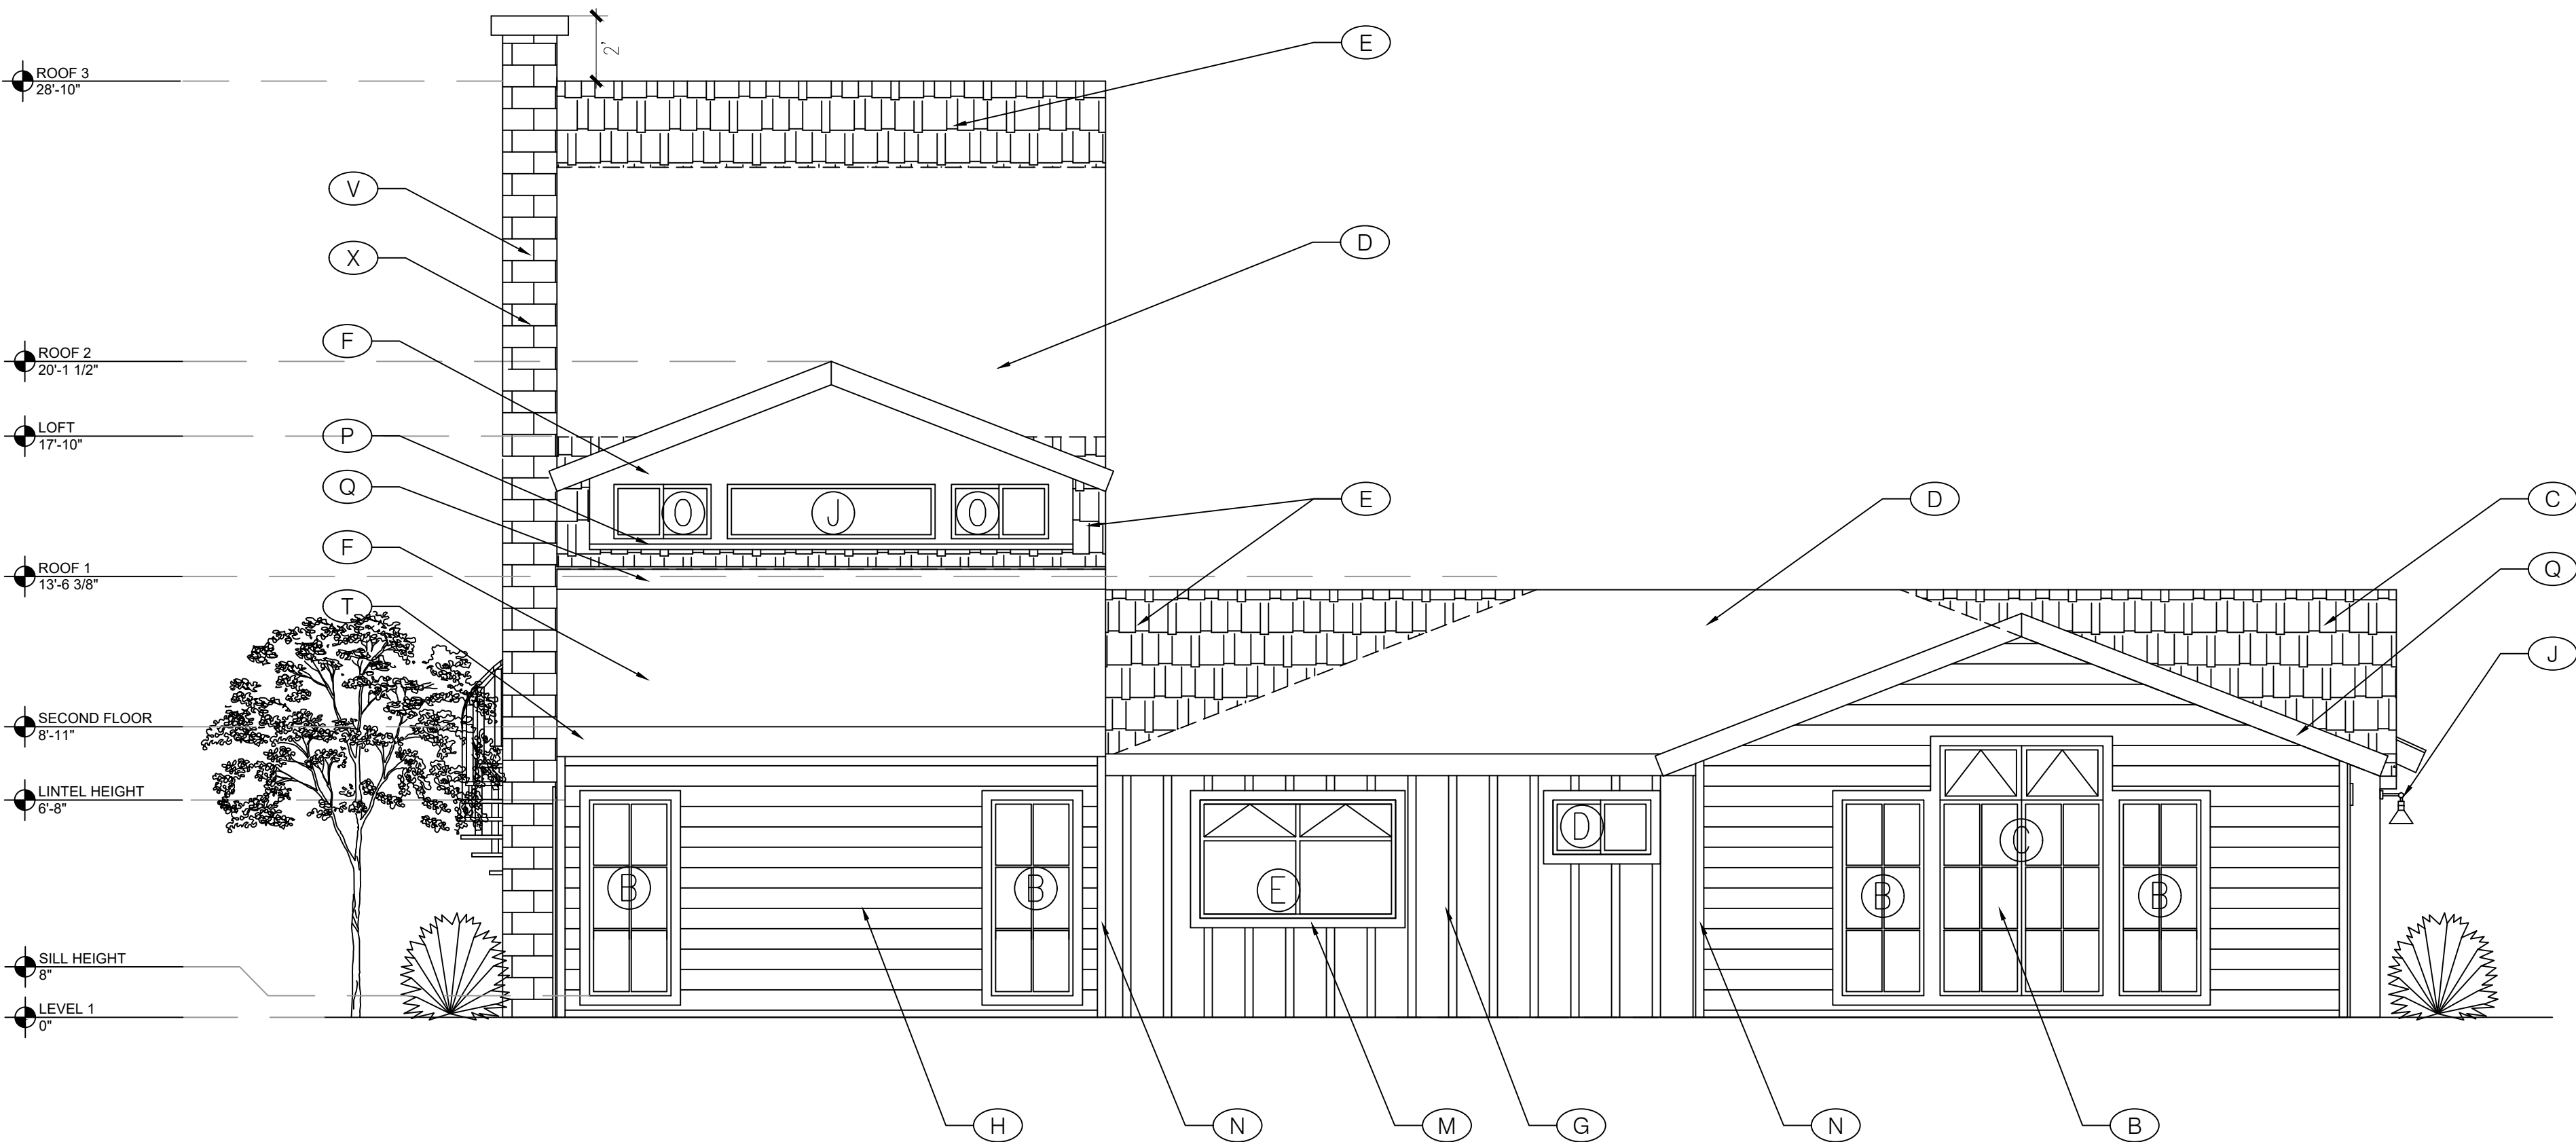 E
2'
ROOF 3
28'-10"
V
D
X
F
ROOF 2
20'-1 1/2"
LOFT
17'-10"
P
Q
E
D
C
O
J
O
F
ROOF 1
13'-6 3/8"
Q
T
J
SECOND FLOOR
8'-11"
LINTEL HEIGHT
6'-8"
D
C
B
B
E
B
B
SILL HEIGHT
8"
LEVEL 1
0"
H
N
M
G
N
B